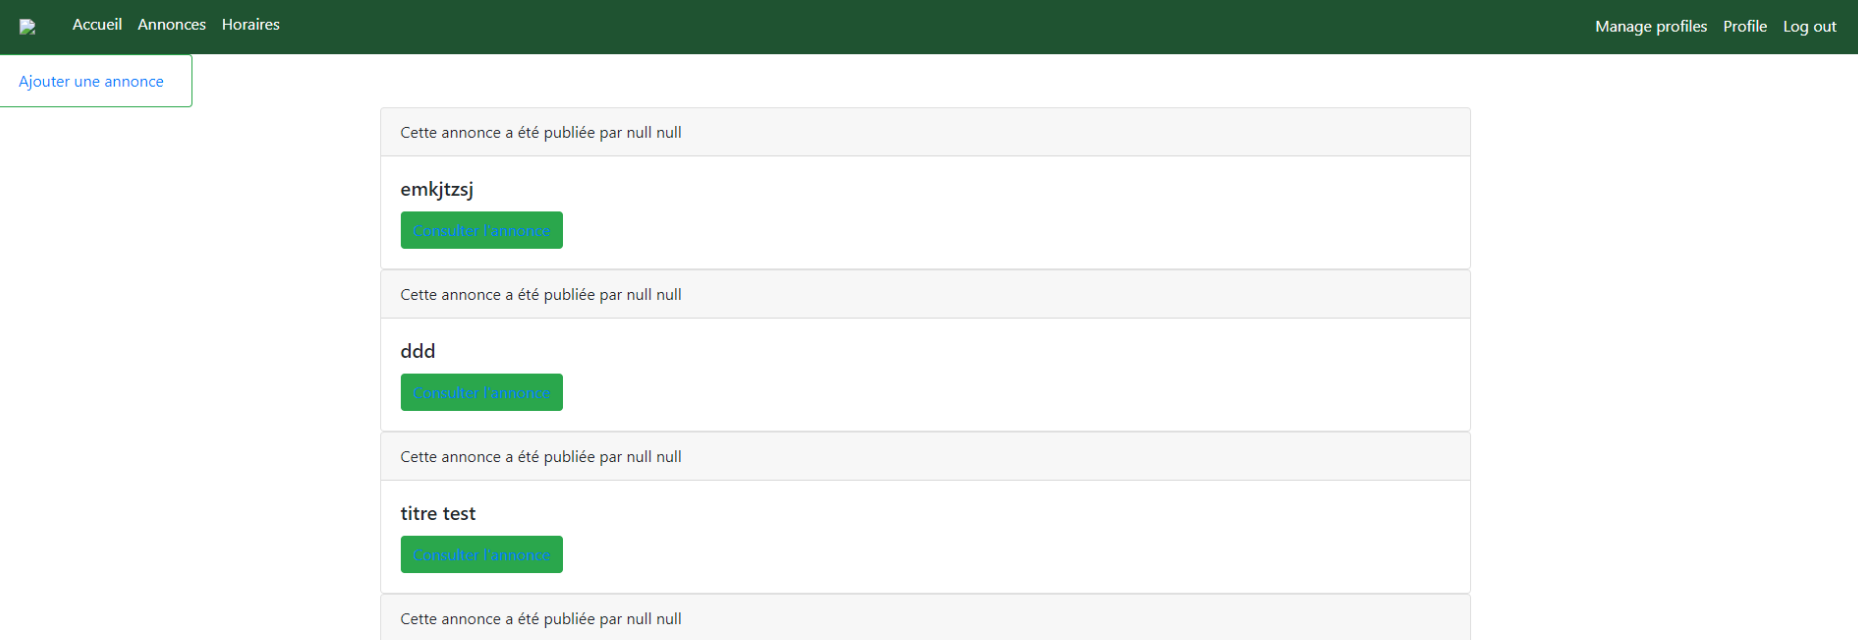 Accueil Annonces Horaires Manage profiles Profile Log out
Ajouter une annonce
Cette annonce a été publiée par null null
emkjtzsj
Consulter l'annonce
Cette annonce a été publiée par null null
ddd
Consulter l'annonce
Cette annonce a été publiée par null null
titre test
Consulter l'annonce
Cette annonce a été publiée par null null